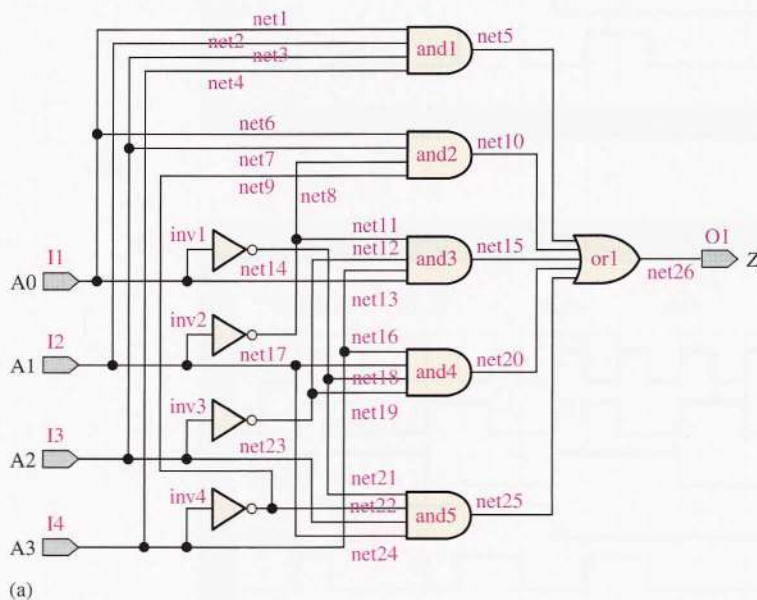 net1
net2
net3
net4
and1
net5
net6
net7
net9
net8
and2
net10
inv1
net11
net12
and3
net15
I1
A0
net14
net13
or1
O1
Z
net26
inv2
I2
A1
net17
net16
and4
net20
net18
net19
inv3
I3
A2
net23
inv4
I4
A3
net21
net22
and5
net25
net24
(a)